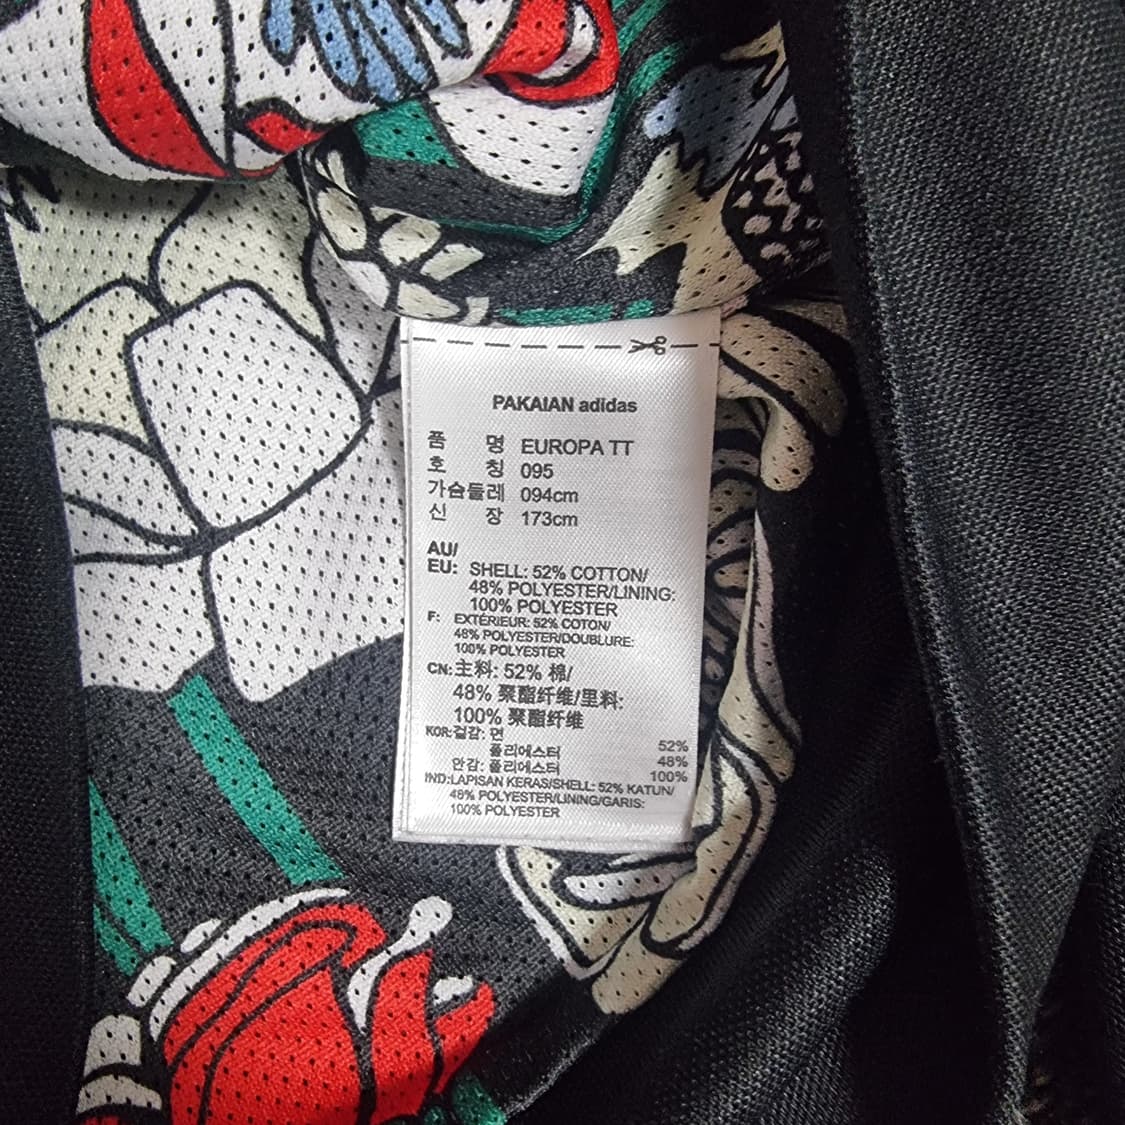 PAKAIAN adidas
품 명 EUROPA TT
호 칭 095
가슴둘레 094cm
신 장 173cm
AU/
EU: SHELL: 52% COTTON/
48% POLYESTER/LINING:
100% POLYESTER
F: EXTÉRIEUR: 52% COTON/
48% POLYESTER/DOUBLURE:
100% POLYESTER
CN: 主料: 52% 棉/
48% 聚酯纤维/里料:
100% 聚酯纤维
KOR: 겉감: 면 52%
폴리에스터 48%
안감: 폴리에스터 100%
IND:LAPISAN KERAS/SHELL: 52% KATUN/
48% POLYESTER/LINING/GARIS:
100% POLYESTER